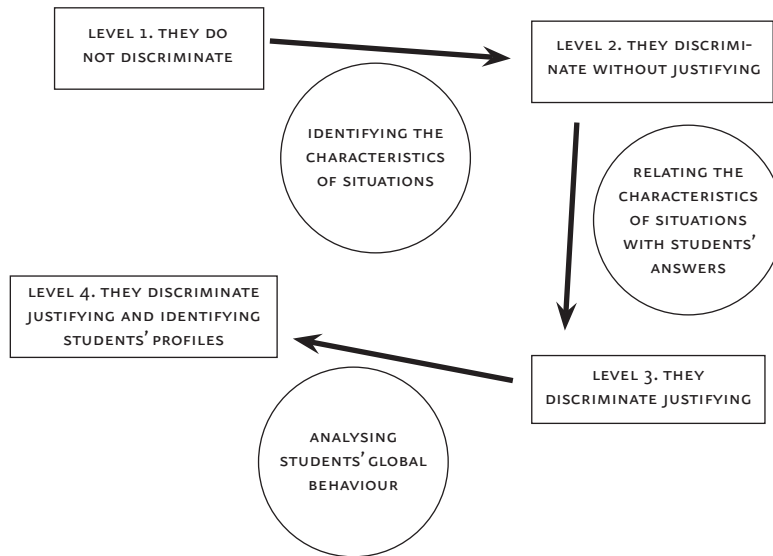 LEVEL 1. THEY DO
NOT DISCRIMINATE
LEVEL 2. THEY DISCRIMI-
NATE WITHOUT JUSTIFYING
IDENTIFYING THE
CHARACTERISTICS
OF SITUATIONS
RELATING THE
CHARACTERISTICS
OF SITUATIONS
WITH STUDENTS'
ANSWERS
LEVEL 3. THEY
DISCRIMINATE JUSTIFYING
LEVEL 4. THEY DISCRIMINATE
JUSTIFYING AND IDENTIFYING
STUDENTS' PROFILES
ANALYSING
STUDENTS' GLOBAL
BEHAVIOUR